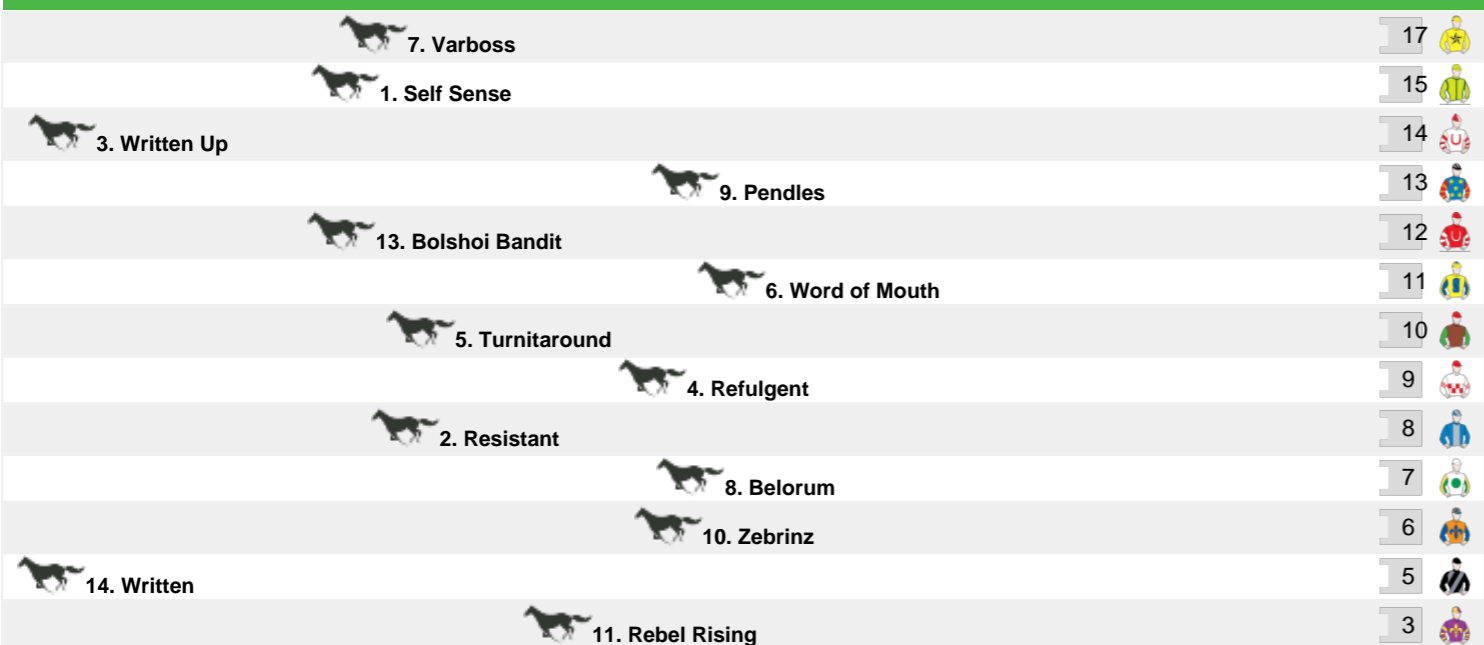 7. Varboss 17
1. Self Sense 15
3. Written Up 14
9. Pendles 13
13. Bolshoi Bandit 12
6. Word of Mouth 11
5. Turnitaround 10
4. Refulgent 9
2. Resistant 8
8. Belorum 7
10. Zebrinz 6
14. Written 5
11. Rebel Rising 3